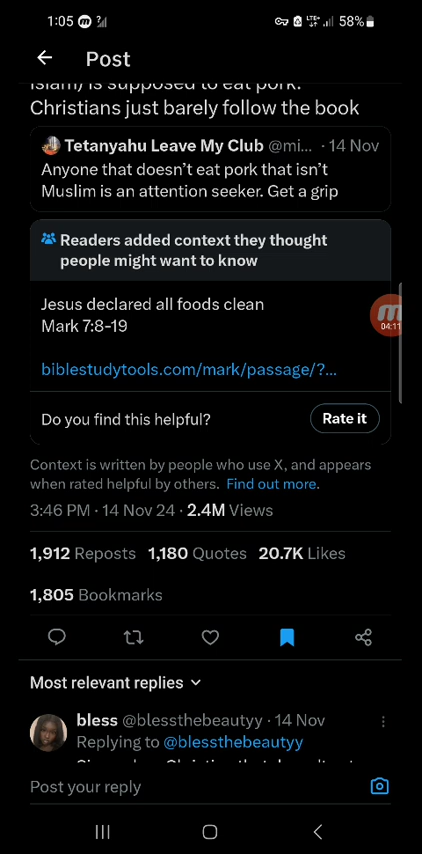 1:05
58%
Post
Islam) is supposed to eat pork.
Christians just barely follow the book
Tetanyahu Leave My Club @mi... · 14 Nov
Anyone that doesn't eat pork that isn't
Muslim is an attention seeker. Get a grip
Readers added context they thought
people might want to know
Jesus declared all foods clean
Mark 7:8-19
04:11
biblestudytools.com/mark/passage/?...
Do you find this helpful?
Rate it
Context is written by people who use X, and appears
when rated helpful by others. Find out more.
3:46 PM · 14 Nov 24 · 2.4M Views
1,912 Reposts 1,180 Quotes 20.7K Likes
1,805 Bookmarks
Most relevant replies
bless @blessthebeautyy · 14 Nov
Replying to @blessthebeautyy
Post your reply